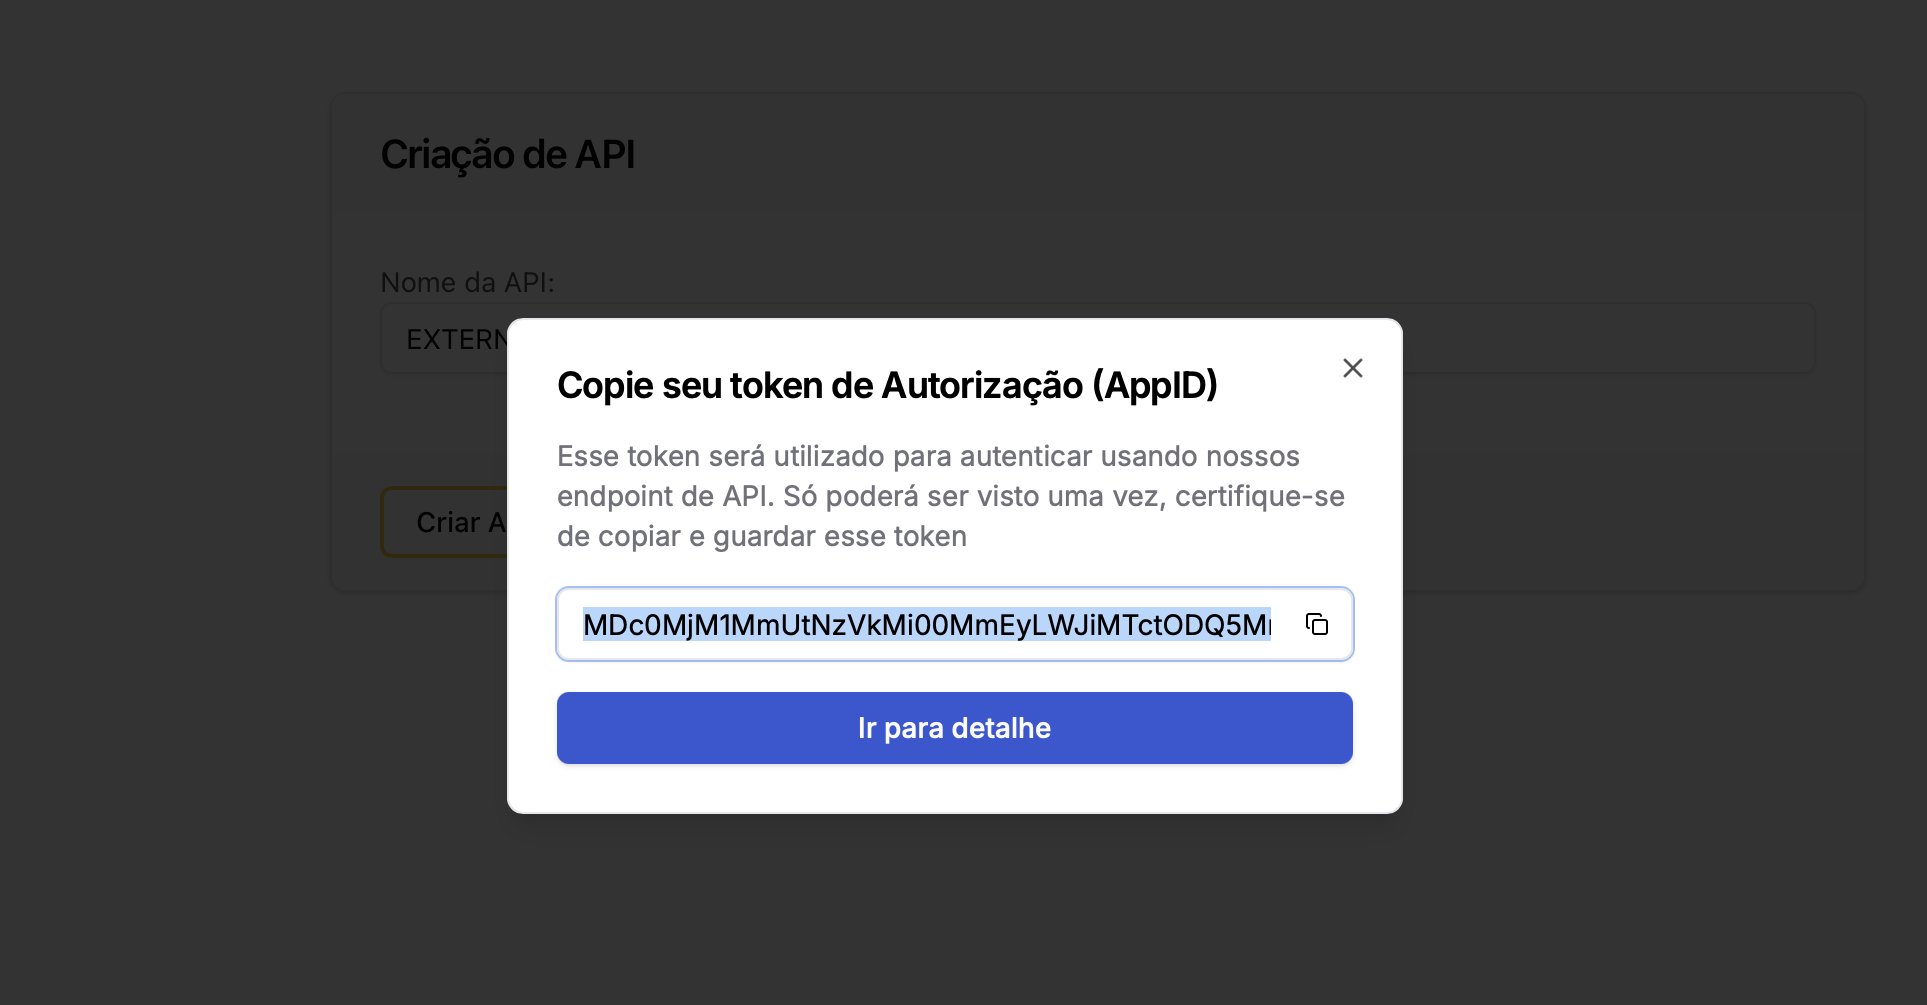 Criação de API
Nome da API:
EXTERN
Copie seu token de Autorização (AppID)
Esse token será utilizado para autenticar usando nossos
endpoint de API. Só poderá ser visto uma vez, certifique-se
de copiar e guardar esse token
MDc0MjM1MmUtNzVkMi00MmEyLWJiMTctODQ5M
Ir para detalhe
Criar A